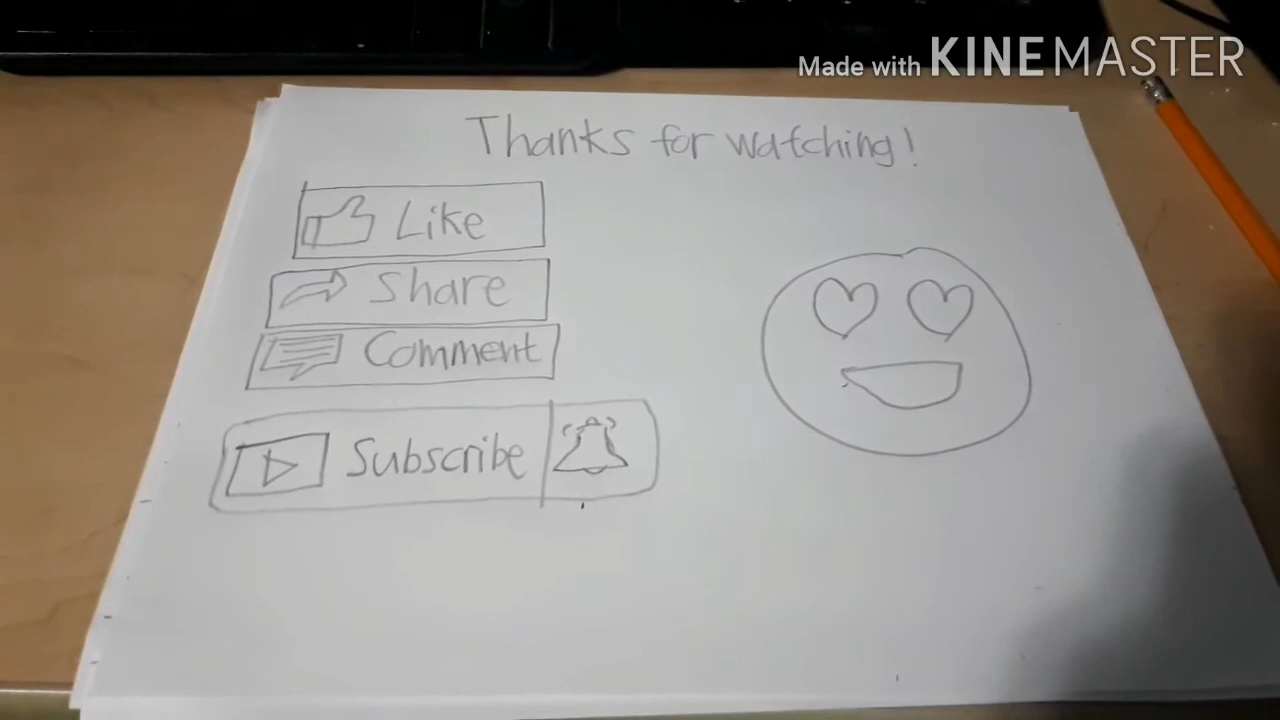 Made with KINEMASTER
Thanks for watching!
Like
Share
Comment
Subscribe